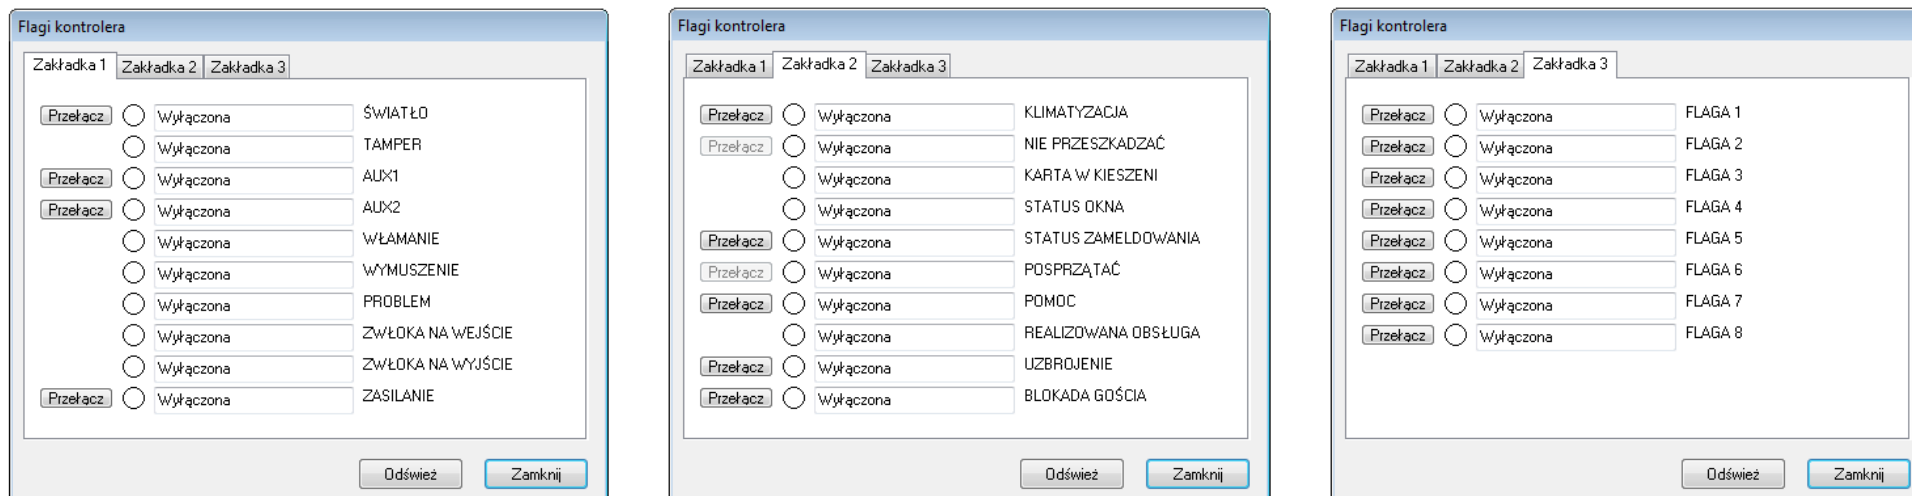 Flagi kontrolera
Zakładka 1 Zakładka 2 Zakładka 3
Przełącz Wyłączona ŚWIATŁO
Wyłączona TAMPER
Przełącz Wyłączona AUX1
Przełącz Wyłączona AUX2
Wyłączona WŁAMANIE
Wyłączona WYMUSZENIE
Wyłączona PROBLEM
Wyłączona ZWŁOKA NA WEJŚCIE
Wyłączona ZWŁOKA NA WYJŚCIE
Przełącz Wyłączona ZASILANIE
Odśwież Zamknij
Flagi kontrolera
Zakładka 1 Zakładka 2 Zakładka 3
Przełącz Wyłączona KLIMATYZACJA
Przełącz Wyłączona NIE PRZESZKADZAĆ
Wyłączona KARTA W KIESZENI
Wyłączona STATUS OKNA
Przełącz Wyłączona STATUS ZAMELDOWANIA
Przełącz Wyłączona POSPRZĄTAĆ
Przełącz Wyłączona POMOC
Wyłączona REALIZOWANA OBSŁUGA
Przełącz Wyłączona UZBROJENIE
Przełącz Wyłączona BLOKADA GOŚCIA
Odśwież Zamknij
Flagi kontrolera
Zakładka 1 Zakładka 2 Zakładka 3
Przełącz Wyłączona FLAGA 1
Przełącz Wyłączona FLAGA 2
Przełącz Wyłączona FLAGA 3
Przełącz Wyłączona FLAGA 4
Przełącz Wyłączona FLAGA 5
Przełącz Wyłączona FLAGA 6
Przełącz Wyłączona FLAGA 7
Przełącz Wyłączona FLAGA 8
Odśwież Zamknij